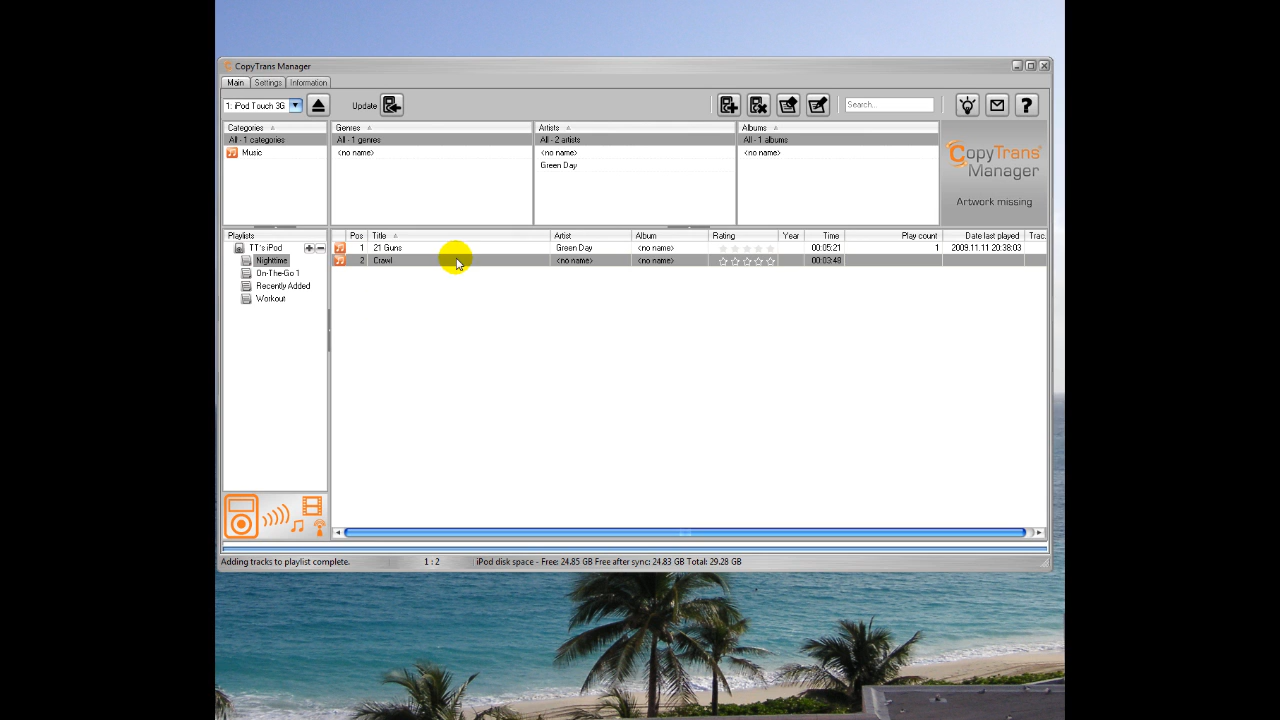 CopyTrans Manager
Main Settings Information
1: iPod Touch 3G Update Search...
Categories Genres Artists Albums
All - 1 categories All - 1 genres All - 2 artists All - 1 albums
Music <no name> <no name> <no name>
Green Day
CopyTrans®
Manager
Artwork missing
Playlists Pos Title Artist Album Rating Year Time Play count Date last played Trac
TT's iPod 1 21 Guns Green Day <no name> 00:05:21 1 2009.11.11 20:38:03
Nighttime 2 Crawl <no name> <no name> 00:03:48
On-The-Go 1
Recently Added
Workout
Adding tracks to playlist complete. 1 : 2 iPod disk space - Free: 24.85 GB Free after sync: 24.83 GB Total: 29.28 GB